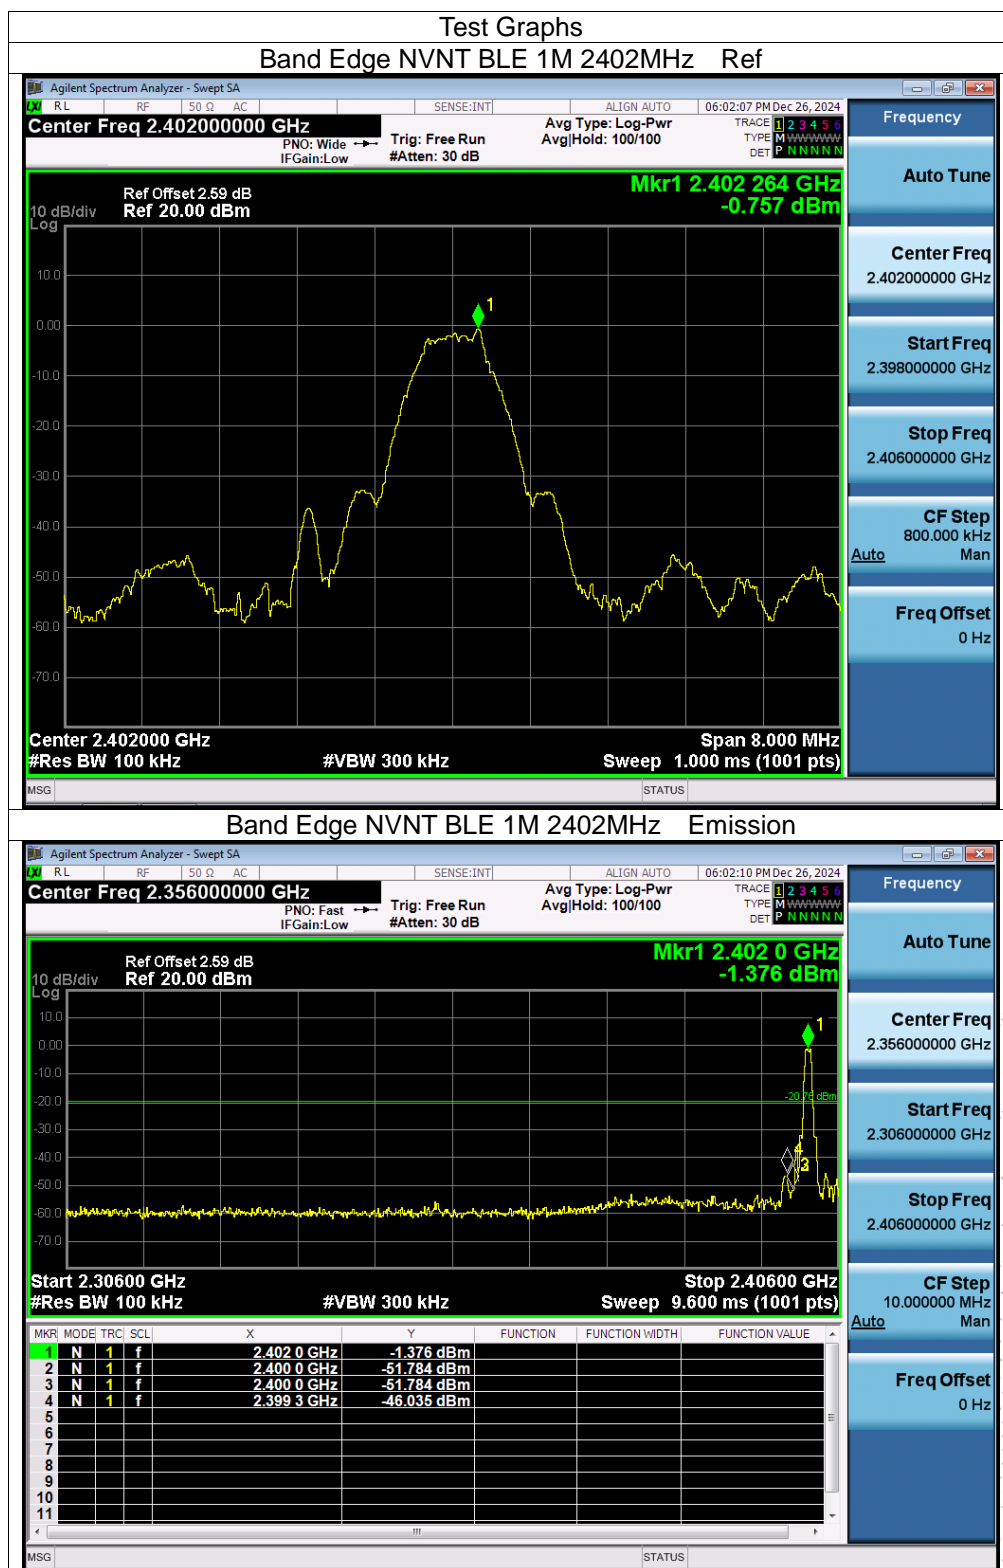 Test Graphs
Band Edge NVNT BLE 1M 2402MHz Ref
Agilent Spectrum Analyzer - Swept SA
LXI RL RF 50 Ω AC SENSE:INT ALIGN AUTO 06:02:07 PM Dec 26, 2024
Center Freq 2.402000000 GHz
PNO: Wide
IFGain:Low
Trig: Free Run
#Atten: 30 dB
Avg Type: Log-Pwr
Avg|Hold: 100/100
TRACE 1 2 3 4 5 6
TYPE M W W W W W
DET P N N N N N
Frequency
Auto Tune
Center Freq
2.402000000 GHz
Start Freq
2.398000000 GHz
Stop Freq
2.406000000 GHz
CF Step
800.000 kHz
Auto Man
Freq Offset
0 Hz
Mkr1 2.402 264 GHz
-0.757 dBm
Ref Offset 2.59 dB
10 dB/div Ref 20.00 dBm
Log
1
10.0
0.00
-10.0
-20.0
-30.0
-40.0
-50.0
-60.0
-70.0
Center 2.402000 GHz Span 8.000 MHz
#Res BW 100 kHz #VBW 300 kHz Sweep 1.000 ms (1001 pts)
MSG STATUS
Band Edge NVNT BLE 1M 2402MHz Emission
Agilent Spectrum Analyzer - Swept SA
LXI RL RF 50 Ω AC SENSE:INT ALIGN AUTO 06:02:10 PM Dec 26, 2024
Center Freq 2.356000000 GHz
PNO: Fast
IFGain:Low
Trig: Free Run
#Atten: 30 dB
Avg Type: Log-Pwr
Avg|Hold: 100/100
TRACE 1 2 3 4 5 6
TYPE M W W W W W
DET P N N N N N
Frequency
Auto Tune
Center Freq
2.356000000 GHz
Start Freq
2.306000000 GHz
Stop Freq
2.406000000 GHz
CF Step
10.000000 MHz
Auto Man
Freq Offset
0 Hz
Mkr1 2.402 0 GHz
-1.376 dBm
Ref Offset 2.59 dB
10 dB/div Ref 20.00 dBm
Log
1
10.0
0.00
-10.0
-20.0
-20.76 dBm
-30.0
-40.0
4
-50.0
-60.0
-70.0
Start 2.30600 GHz Stop 2.40600 GHz
#Res BW 100 kHz #VBW 300 kHz Sweep 9.600 ms (1001 pts)
MKR MODE TRC SCL X Y FUNCTION FUNCTION WIDTH FUNCTION VALUE
1 N 1 f 2.402 0 GHz -1.376 dBm
2 N 1 f 2.400 0 GHz -51.784 dBm
3 N 1 f 2.400 0 GHz -51.784 dBm
4 N 1 f 2.399 3 GHz -46.035 dBm
5
6
7
8
9
10
11
MSG STATUS